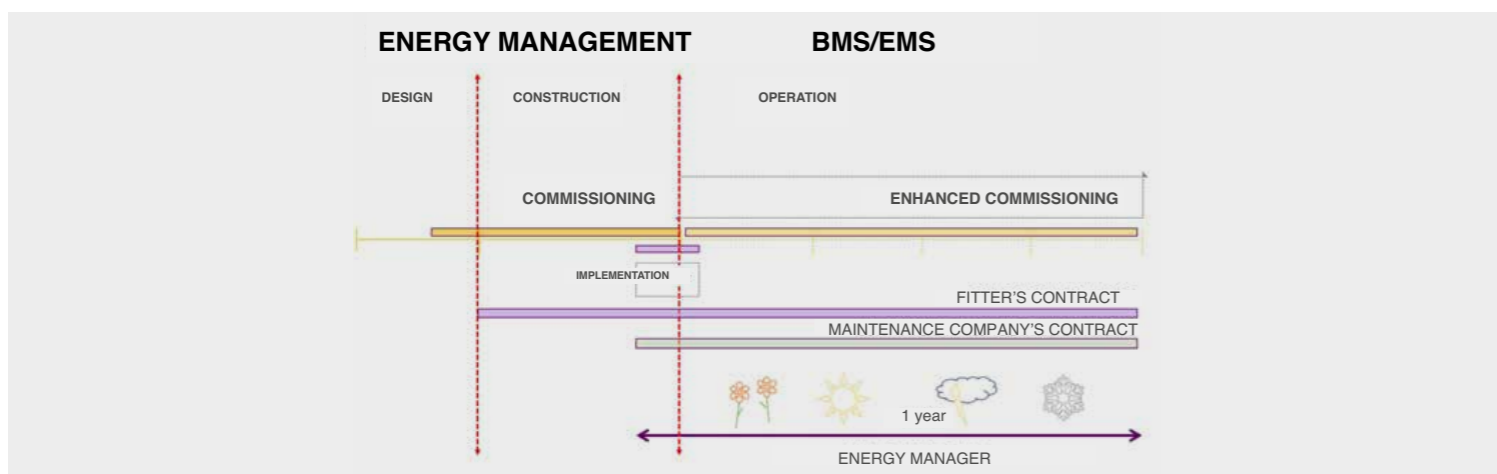 ENERGY MANAGEMENT
BMS/EMS
DESIGN
CONSTRUCTION
OPERATION
COMMISSIONING
ENHANCED COMMISSIONING
IMPLEMENTATION
FITTER'S CONTRACT
MAINTENANCE COMPANY'S CONTRACT
1 year
ENERGY MANAGER